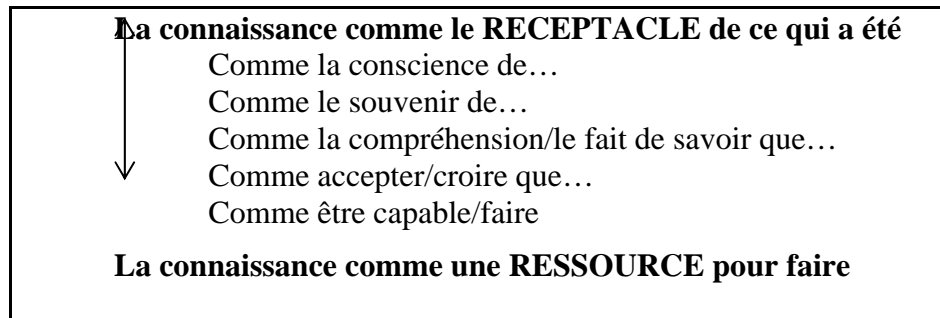 La connaissance comme le RECEPTACLE de ce qui a été
Comme la conscience de…
Comme le souvenir de…
Comme la compréhension/le fait de savoir que…
Comme accepter/croire que…
Comme être capable/faire
La connaissance comme une RESSOURCE pour faire